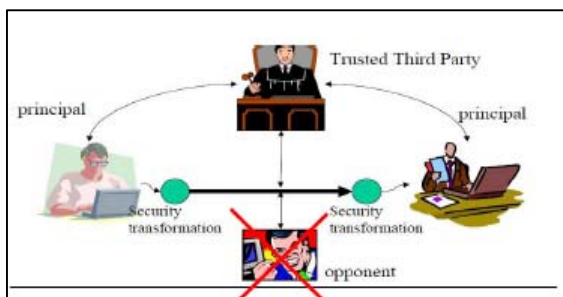 Trusted Third Party
principal
principal
Security
transformation
Security
transformation
opponent